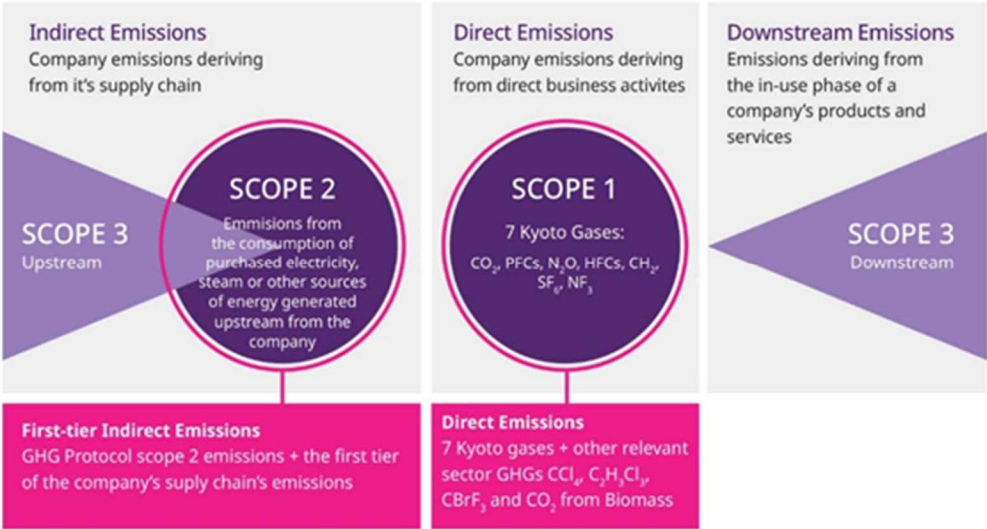 Indirect Emissions
Company emissions deriving
from it's supply chain
SCOPE 3
Upstream
SCOPE 2
Emmisions from
the consumption of
purchased electricity,
steam or other sources
of energy generated
upstream from the
company
First-tier Indirect Emissions
GHG Protocol scope 2 emissions + the first tier
of the company's suply chain's emissions
Direct Emissions
Company emissions deriving
from direct business activites
SCOPE 1
7 Kyoto Gases:
CO₂, PFCs, N₂O, HFCs, CH₂,
SF₆, NF₃
Direct Emissions
7 Kyoto gases + other relevant
sector GHGs CCl₄, C₂H₃Cl₃,
CBrF₃ and CO₂ from Biomass
Downstream Emissions
Emissions deriving from
the in-use phase of a
company's products and
services
SCOPE 3
Downstream